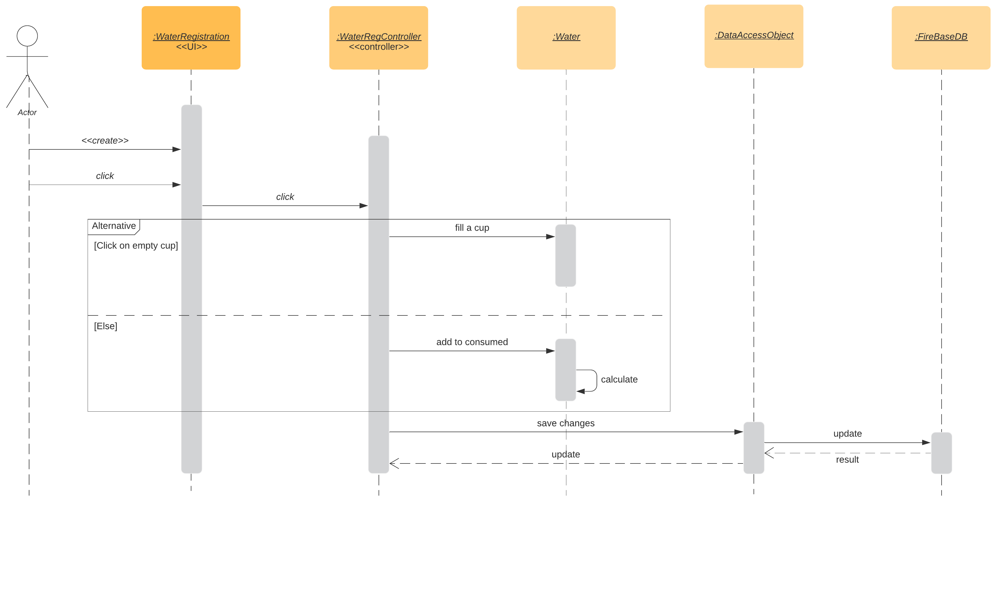 :WaterRegistration
<<UI>>
:WaterRegController
<<controller>>
:Water
:DataAccessObject
:FireBaseDB
Actor
<<create>>
click
click
Alternative
fill a cup
[Click on empty cup]
[Else]
add to consumed
calculate
save changes
update
update
result